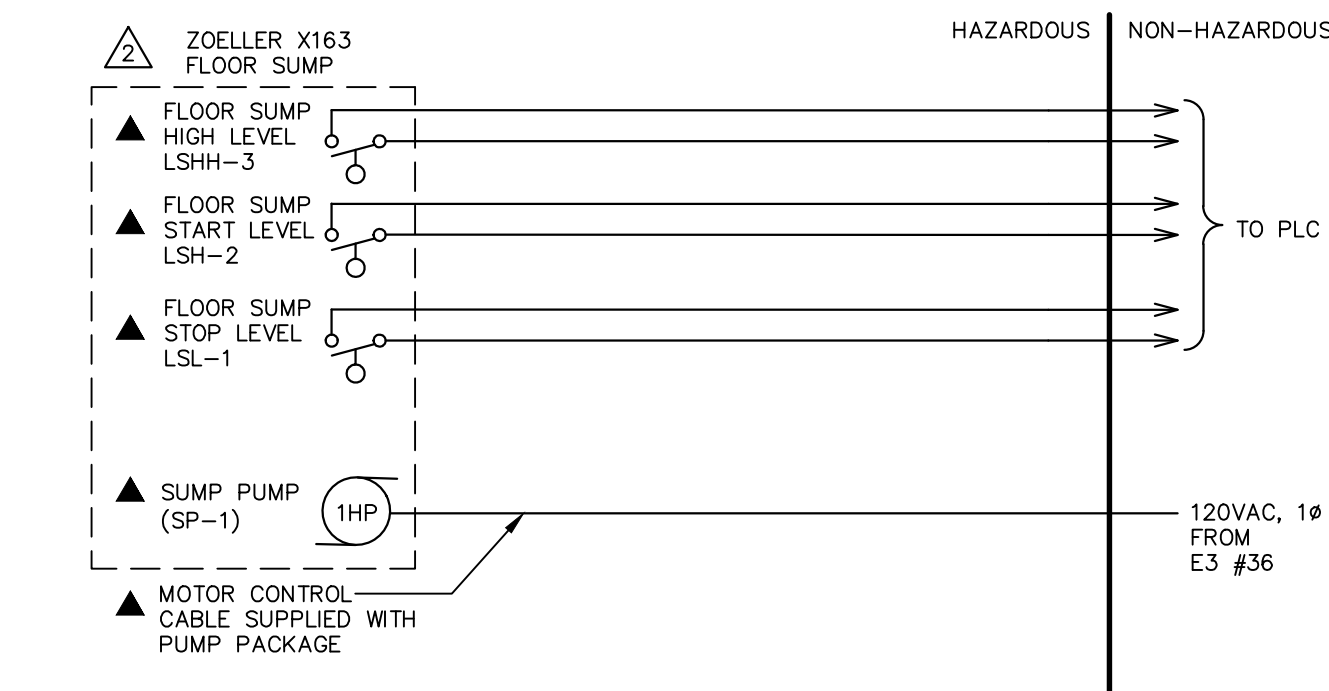 HAZARDOUS
NON-HAZARDOUS
2
ZOELLER X163
FLOOR SUMP
FLOOR SUMP
HIGH LEVEL
LSHH-3
FLOOR SUMP
START LEVEL
LSH-2
TO PLC
FLOOR SUMP
STOP LEVEL
LSL-1
SUMP PUMP
(SP-1)
1HP
120VAC, 1ø
FROM
E3 #36
MOTOR CONTROL
CABLE SUPPLIED WITH
PUMP PACKAGE